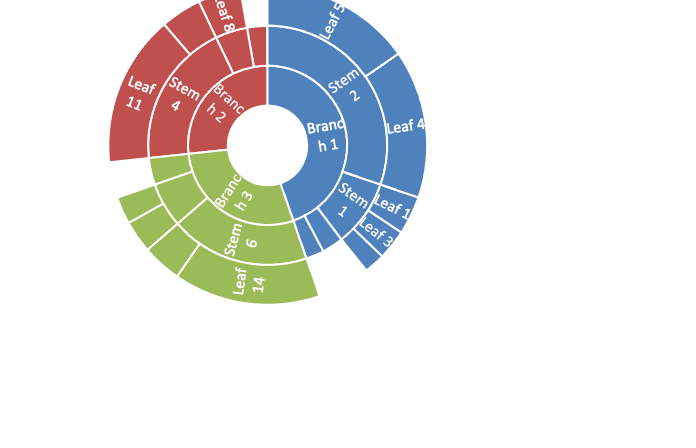 Leaf 8
Leaf 5
Stem
2
Leaf
11
Stem
4
Branc
h 2
Branc
h 1
Leaf 4
Stem
1
Leaf 1
Leaf 3
Branc
h 3
Stem
6
Leaf
14